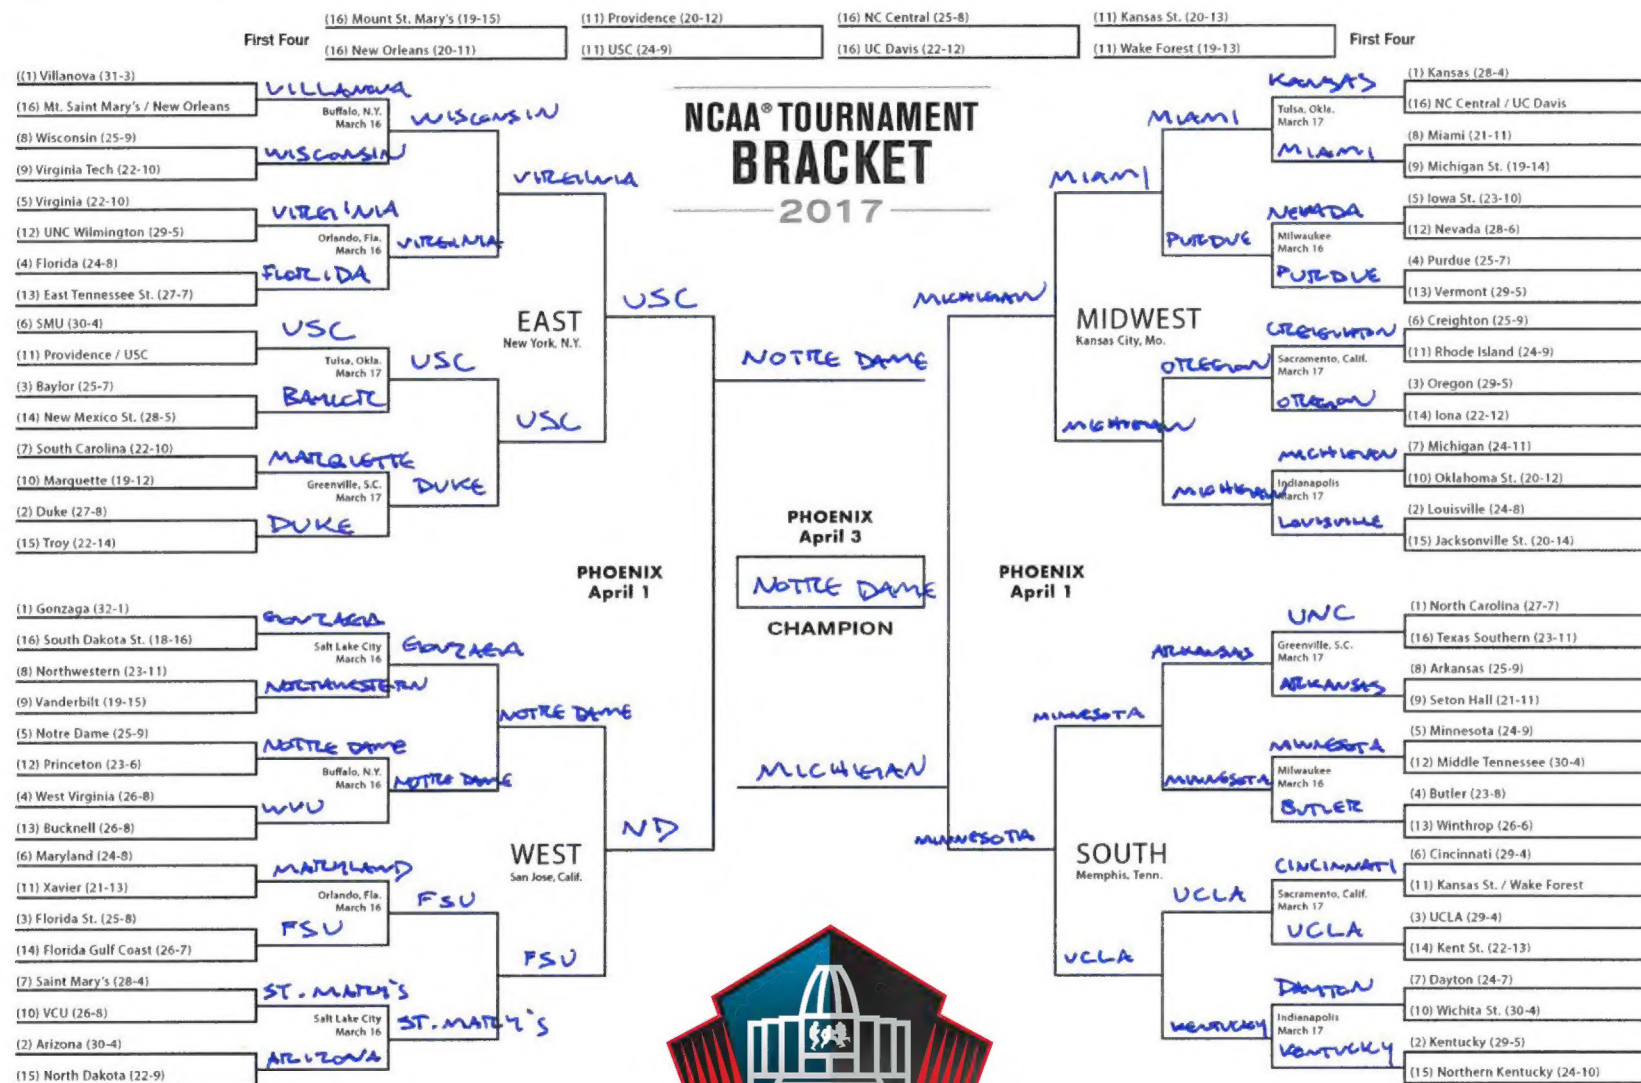 First Four
(16) Mount St. Mary's (19-15)
(16) New Orleans (20-11)
(11) Providence (20-12)
(11) USC (24-9)
(16) NC Central (25-8)
(16) UC Davis (22-12)
(11) Kansas St. (20-13)
(11) Wake Forest (19-13)
First Four
NCAA® TOURNAMENT
BRACKET
2017
((1) Villanova (31-3)
(16) Mt. Saint Mary's / New Orleans
(8) Wisconsin (25-9)
(9) Virginia Tech (22-10)
(5) Virginia (22-10)
(12) UNC Wilmington (29-5)
(4) Florida (24-8)
(13) East Tennessee St. (27-7)
(6) SMU (30-4)
(11) Providence / USC
(3) Baylor (25-7)
(14) New Mexico St. (28-5)
(7) South Carolina (22-10)
(10) Marquette (19-12)
(2) Duke (27-8)
(15) Troy (22-14)
VILLANOVA
Buffalo, N.Y.
March 16
WISCONSIN
VIRGINIA
Orlando, Fla.
March 16
FLORIDA
USC
Tulsa, Okla.
March 17
BAYLOR
MARQUETTE
Greenville, S.C.
March 17
DUKE
WISCONSIN
VIRGINIA
USC
DUKE
VIRGINIA
USC
EAST
New York, N.Y.
USC
(1) Gonzaga (32-1)
(16) South Dakota St. (18-16)
(8) Northwestern (23-11)
(9) Vanderbilt (19-15)
(5) Notre Dame (25-9)
(12) Princeton (23-6)
(4) West Virginia (26-8)
(13) Bucknell (26-8)
(6) Maryland (24-8)
(11) Xavier (21-13)
(3) Florida St. (25-8)
(14) Florida Gulf Coast (26-7)
(7) Saint Mary's (28-4)
(10) VCU (26-8)
(2) Arizona (30-4)
(15) North Dakota (22-9)
GONZAGA
Salt Lake City
March 16
NORTHWESTERN
NOTRE DAME
Buffalo, N.Y.
March 16
WVU
MARYLAND
Orlando, Fla.
March 16
FSU
ST. MARY'S
Salt Lake City
March 16
ARIZONA
GONZAGA
NOTRE DAME
FSU
ST. MARY'S
NOTRE DAME
FSU
WEST
San Jose, Calif.
ND
PHOENIX
April 1
NOTRE DAME
PHOENIX
April 3
NOTRE DAME
CHAMPION
MICHIGAN
PHOENIX
April 1
MICHIGAN
MIDWEST
Kansas City, Mo.
MIAMI
MICHIGAN
MIAMI
PURDUE
OREGON
MICHIGAN
KANSAS
Tulsa, Okla.
March 17
MIAMI
NEVADA
Milwaukee
March 16
PURDUE
CREIGHTON
Sacramento, Calif.
March 17
OREGON
MICHIGAN
Indianapolis
March 17
LOUISVILLE
(1) Kansas (28-4)
(16) NC Central / UC Davis
(8) Miami (21-11)
(9) Michigan St. (19-14)
(5) Iowa St. (23-10)
(12) Nevada (28-6)
(4) Purdue (25-7)
(13) Vermont (29-5)
(6) Creighton (25-9)
(11) Rhode Island (24-9)
(3) Oregon (29-5)
(14) Iona (22-12)
(7) Michigan (24-11)
(10) Oklahoma St. (20-12)
(2) Louisville (24-8)
(15) Jacksonville St. (20-14)
MINNESOTA
SOUTH
Memphis, Tenn.
MINNESOTA
UCLA
ARKANSAS
MINNESOTA
UCLA
KENTUCKY
UNC
Greenville, S.C.
March 17
ARKANSAS
MINNESOTA
Milwaukee
March 16
BUTLER
CINCINNATI
Sacramento, Calif.
March 17
UCLA
DAYTON
Indianapolis
March 17
KENTUCKY
(1) North Carolina (27-7)
(16) Texas Southern (23-11)
(8) Arkansas (25-9)
(9) Seton Hall (21-11)
(5) Minnesota (24-9)
(12) Middle Tennessee (30-4)
(4) Butler (23-8)
(13) Winthrop (26-6)
(6) Cincinnati (29-4)
(11) Kansas St. / Wake Forest
(3) UCLA (29-4)
(14) Kent St. (22-13)
(7) Dayton (24-7)
(10) Wichita St. (30-4)
(2) Kentucky (29-5)
(15) Northern Kentucky (24-10)